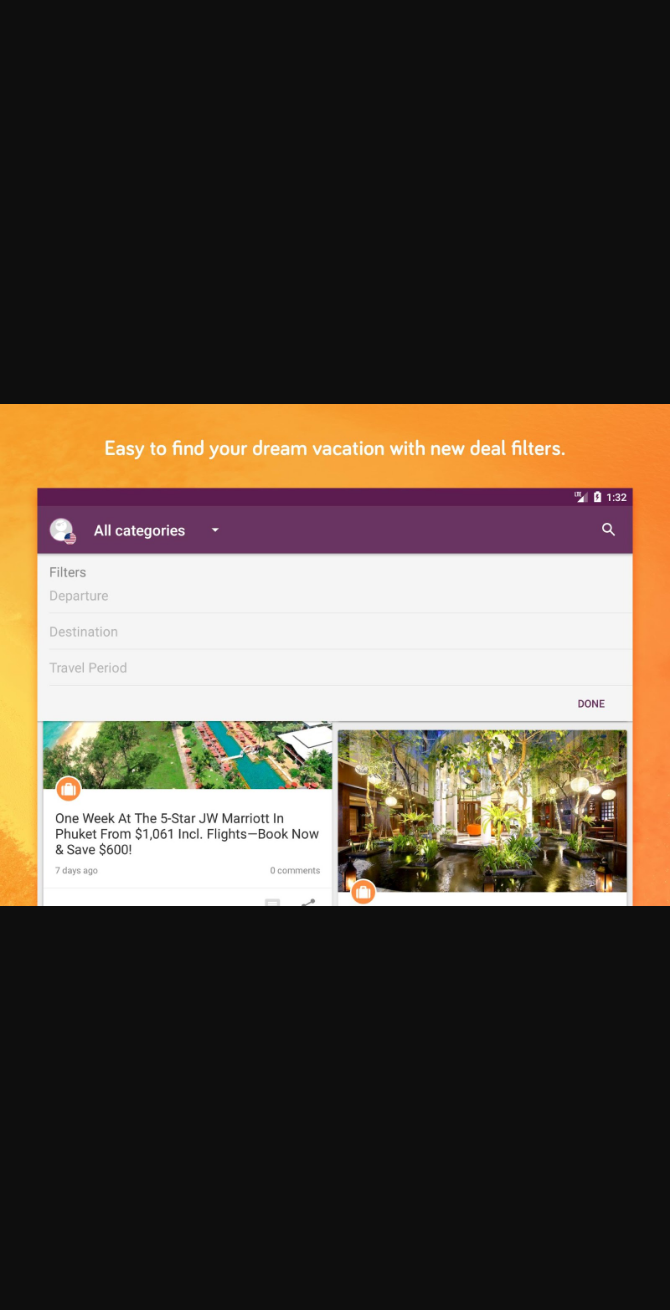 Easy to find your dream vacation with new deal filters.
1:32
All categories
Filters
Departure
Destination
Travel Period
DONE
One Week At The 5-Star JW Marriott In
Phuket From $1,061 Incl. Flights—Book Now
& Save $600!
7 days ago 0 comments